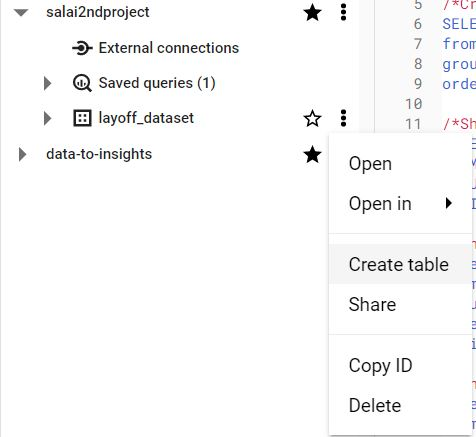 salai2ndproject
External connections
Saved queries (1)
layoff_dataset
data-to-insights
Open
Open in
Create table
Share
Copy ID
Delete
5 /*Cr
6 SELE
7 from
8 grou
9 orde
10
11 /*Sh